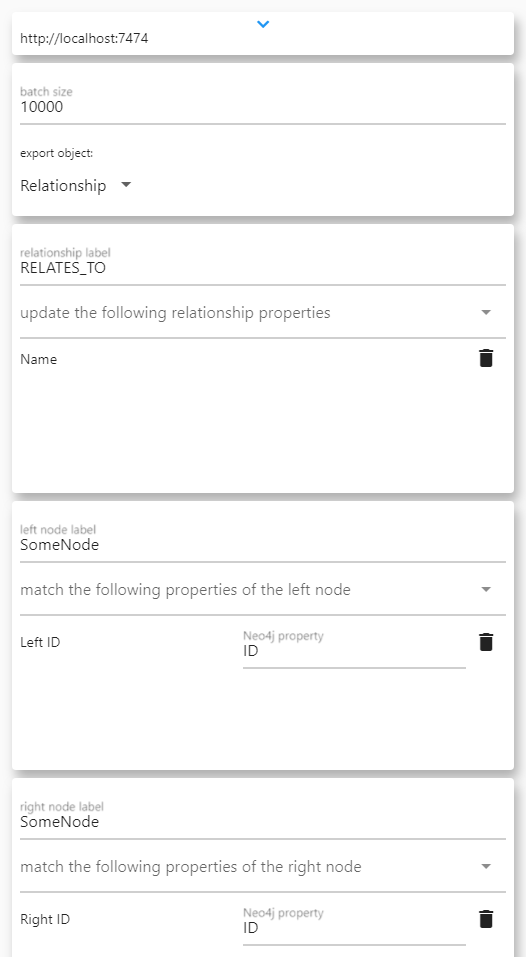 http://localhost:7474
batch size
10000
export object:
Relationship
relationship label
RELATES_TO
update the following relationship properties
Name
left node label
SomeNode
match the following properties of the left node
Left ID
Neo4j property
ID
right node label
SomeNode
match the following properties of the right node
Right ID
Neo4j property
ID